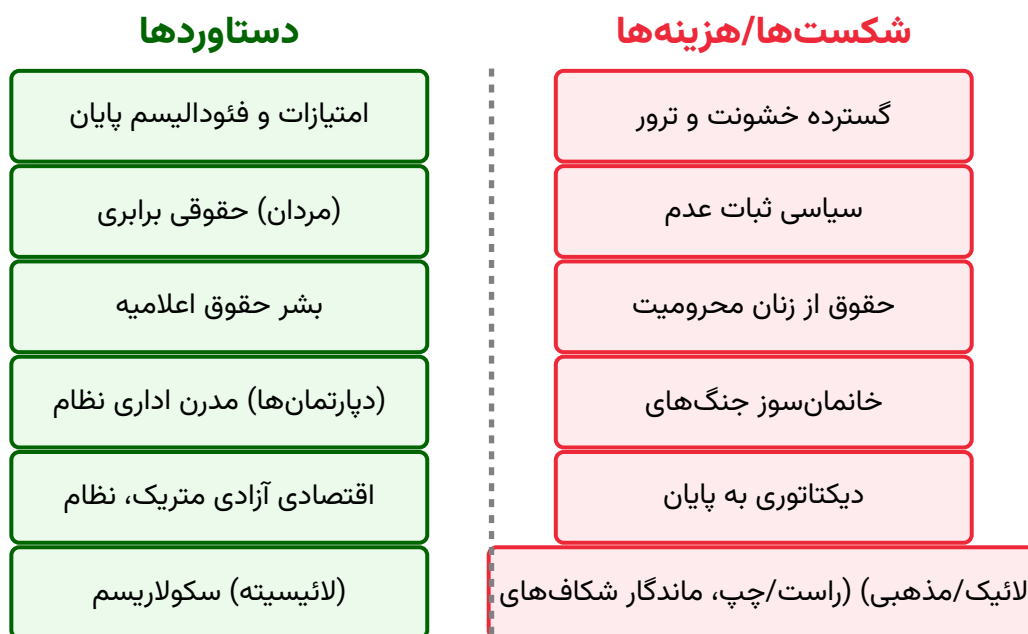 شکست‌ها/هزینه‌ها
گسترده خشونت و ترور
سیاسی ثبات عدم
حقوق از زنان محرومیت
خانمان‌سوز جنگ‌های
دیکتاتوری به پایان
لائیک/مذهبی) (راست/چپ، ماندگار شکاف‌های
دستاوردها
امتیازات و فئودالیسم پایان
(مردان) حقوقی برابری
بشر حقوق اعلامیه
(دپارتمان‌ها) مدرن اداری نظام
اقتصادی آزادی متریک، نظام
(لائیسیته) سکولاریسم